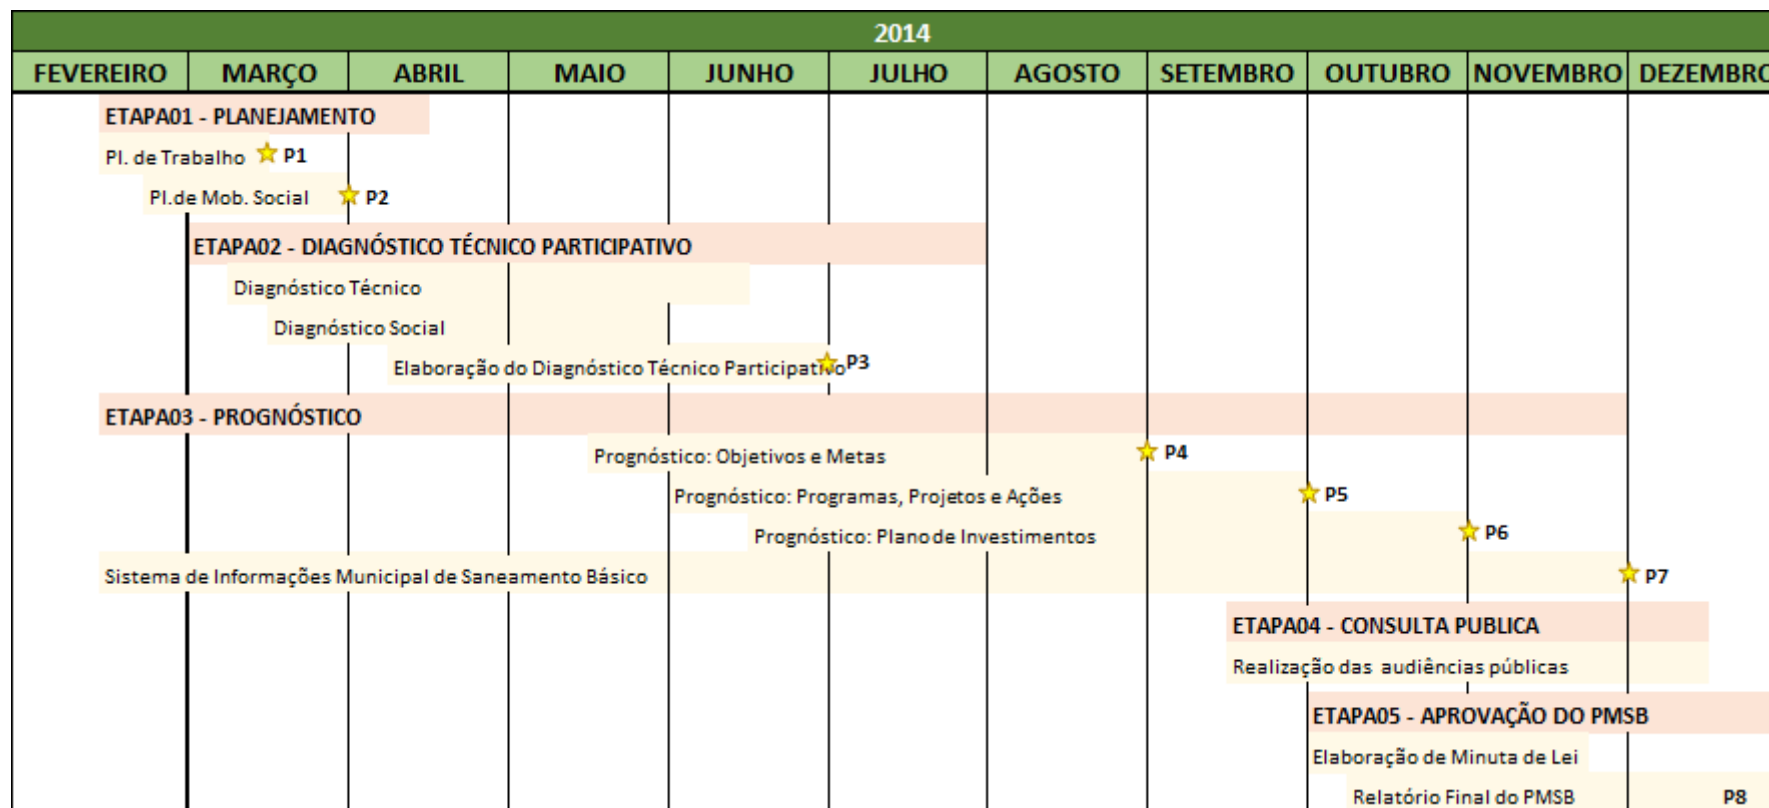 2014
FEVEREIRO MARÇO ABRIL MAIO JUNHO JULHO AGOSTO SETEMBRO OUTUBRO NOVEMBRO DEZEMBRO
ETAPA01 - PLANEJAMENTO
Pl. de Trabalho P1
Pl.de Mob. Social P2
ETAPA02 - DIAGNÓSTICO TÉCNICO PARTICIPATIVO
Diagnóstico Técnico
Diagnóstico Social
Elaboração do Diagnóstico Técnico Participativo P3
ETAPA03 - PROGNÓSTICO
Prognóstico: Objetivos e Metas P4
Prognóstico: Programas, Projetos e Ações P5
Prognóstico: Plano de Investimentos P6
Sistema de Informações Municipal de Saneamento Básico P7
ETAPA04 - CONSULTA PUBLICA
Realização das audiências públicas
ETAPA05 - APROVAÇÃO DO PMSB
Elaboração de Minuta de Lei
Relatório Final do PMSB P8